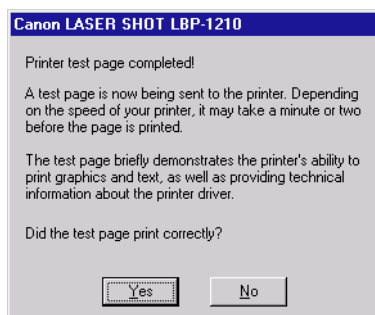 Canon LASER SHOT LBP-1210
Printer test page completed!
A test page is now being sent to the printer. Depending
on the speed of your printer, it may take a minute or two
before the page is printed.
The test page briefly demonstrates the printer's ability to
print graphics and text, as well as providing technical
information about the printer driver.
Did the test page print correctly?
Yes No